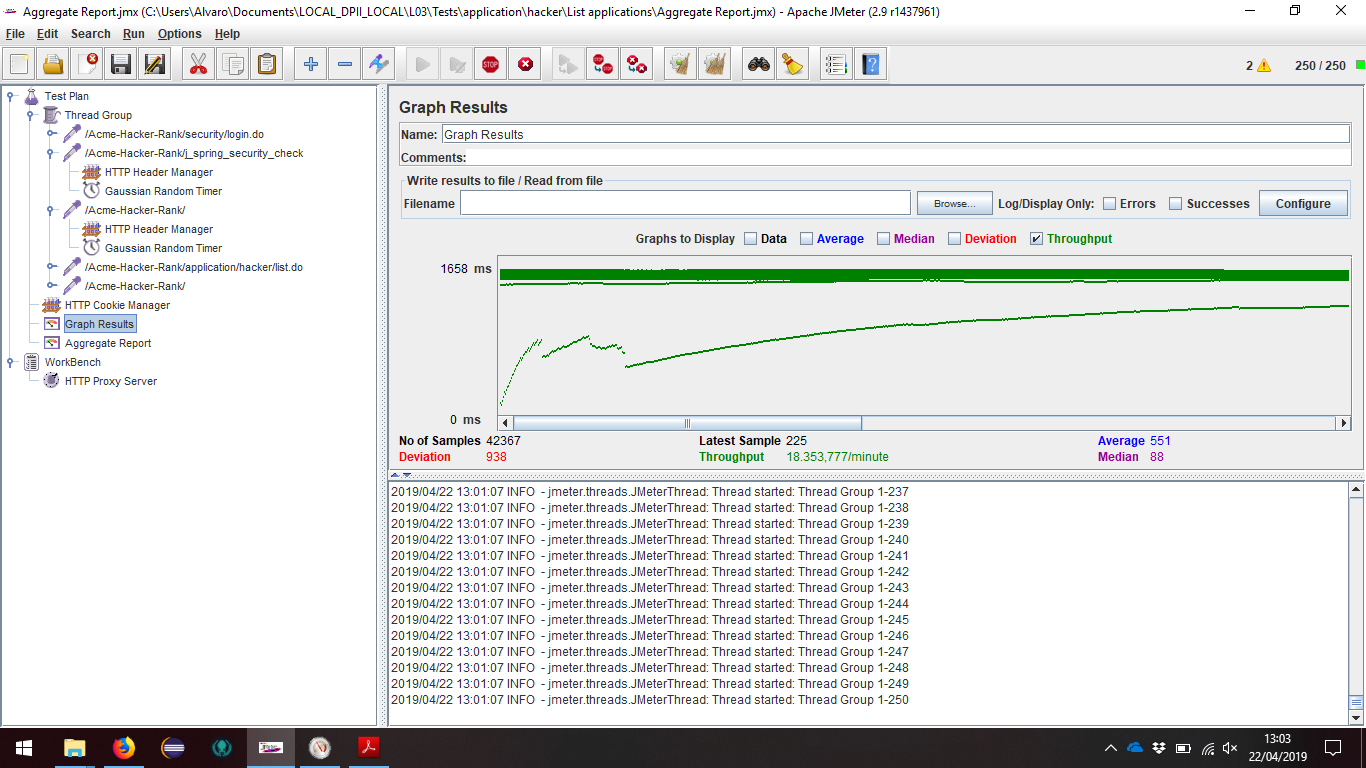 Aggregate Report.jmx (C:\Users\Alvaro\Documents\LOCAL_DPII_LOCAL\L03\Tests\application\hacker\List applications\Aggregate Report.jmx) - Apache JMeter (2.9 r1437961)
File Edit Search Run Options Help
2 250 / 250
Test Plan
Thread Group
/Acme-Hacker-Rank/security/login.do
/Acme-Hacker-Rank/j_spring_security_check
HTTP Header Manager
Gaussian Random Timer
/Acme-Hacker-Rank/
HTTP Header Manager
Gaussian Random Timer
/Acme-Hacker-Rank/application/hacker/list.do
/Acme-Hacker-Rank/
HTTP Cookie Manager
Graph Results
Aggregate Report
WorkBench
HTTP Proxy Server
Graph Results
Name: Graph Results
Comments:
Write results to file / Read from file
Filename Browse... Log/Display Only: Errors Successes Configure
Graphs to Display Data Average Median Deviation Throughput
1658 ms
0 ms
No of Samples 42367 Latest Sample 225 Average 551
Deviation 938 Throughput 18.353,777/minute Median 88
2019/04/22 13:01:07 INFO - jmeter.threads.JMeterThread: Thread started: Thread Group 1-237
2019/04/22 13:01:07 INFO - jmeter.threads.JMeterThread: Thread started: Thread Group 1-238
2019/04/22 13:01:07 INFO - jmeter.threads.JMeterThread: Thread started: Thread Group 1-239
2019/04/22 13:01:07 INFO - jmeter.threads.JMeterThread: Thread started: Thread Group 1-240
2019/04/22 13:01:07 INFO - jmeter.threads.JMeterThread: Thread started: Thread Group 1-241
2019/04/22 13:01:07 INFO - jmeter.threads.JMeterThread: Thread started: Thread Group 1-242
2019/04/22 13:01:07 INFO - jmeter.threads.JMeterThread: Thread started: Thread Group 1-243
2019/04/22 13:01:07 INFO - jmeter.threads.JMeterThread: Thread started: Thread Group 1-244
2019/04/22 13:01:07 INFO - jmeter.threads.JMeterThread: Thread started: Thread Group 1-245
2019/04/22 13:01:07 INFO - jmeter.threads.JMeterThread: Thread started: Thread Group 1-246
2019/04/22 13:01:07 INFO - jmeter.threads.JMeterThread: Thread started: Thread Group 1-247
2019/04/22 13:01:07 INFO - jmeter.threads.JMeterThread: Thread started: Thread Group 1-248
2019/04/22 13:01:07 INFO - jmeter.threads.JMeterThread: Thread started: Thread Group 1-249
2019/04/22 13:01:07 INFO - jmeter.threads.JMeterThread: Thread started: Thread Group 1-250
13:03
22/04/2019